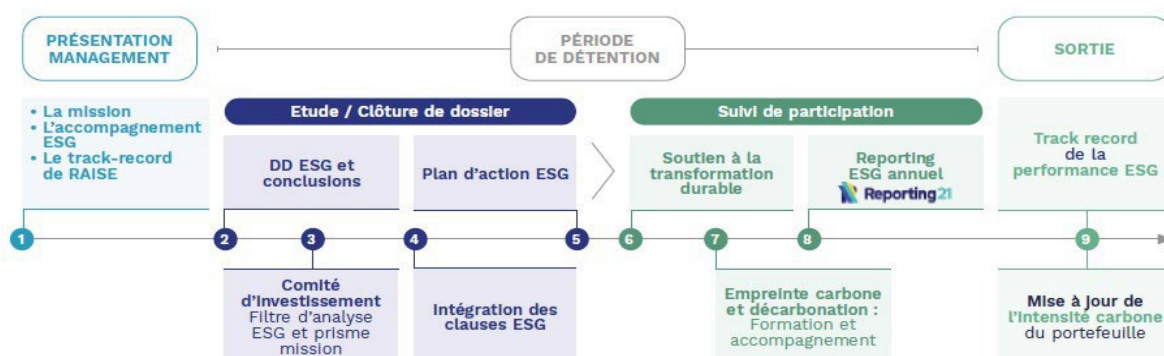 PRÉSENTATION
MANAGEMENT
PÉRIODE
DE DÉTENTION
SORTIE
• La mission
• L'accompagnement
ESG
• Le track-record
de RAISE
Etude / Clôture de dossier
DD ESG et
conclusions
Plan d'action ESG
Suivi de participation
Soutien à la
transformation
durable
Reporting
ESG annuel
Reporting21
Track record
de la
performance ESG
1
2
3
4
5
6
7
8
9
Comité
d'investissement
Filtre d'analyse
ESG et prisme
mission
Intégration des
clauses ESG
Empreinte carbone
et décarbonation :
Formation et
accompagnement
Mise à jour de
l'intensité carbone
du portefeuille